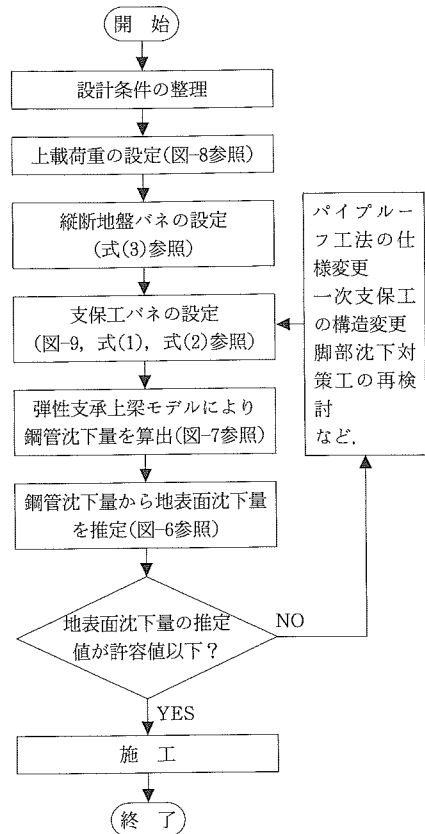 開 始
設計条件の整理
上載荷重の設定(図-8参照)
縦断地盤バネの設定
(式(3)参照)
支保工バネの設定
(図-9, 式(1), 式(2)参照)
弾性支承上梁モデルにより
鋼管沈下量を算出(図-7参照)
鋼管沈下量から地表面沈下量
を推定(図-6参照)
地表面沈下量の推定
値が許容値以下？
NO
パイプルー
フ工法の仕
様変更
一次支保工
の構造変更
脚部沈下対
策工の再検
討
など.
YES
施 工
終 了